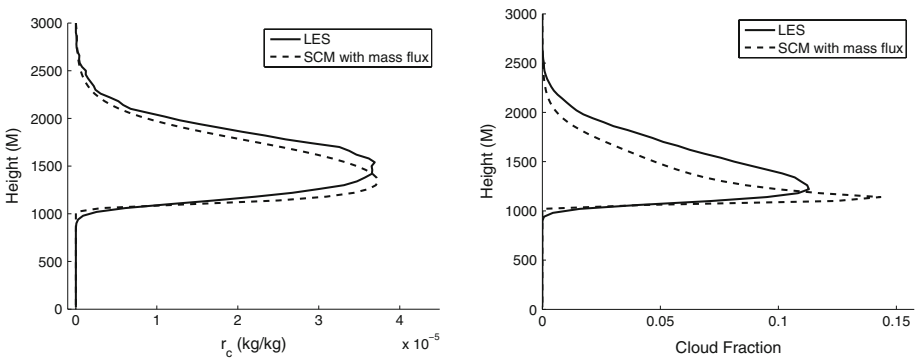 3000
2500
2000
1500
1000
500
0
Height (M)
LES
SCM with mass flux
0 1 2 3 4
x 10⁻⁵
r_c (kg/kg)
3000
2500
2000
1500
1000
500
0
Height (M)
LES
SCM with mass flux
0 0.05 0.1 0.15
Cloud Fraction